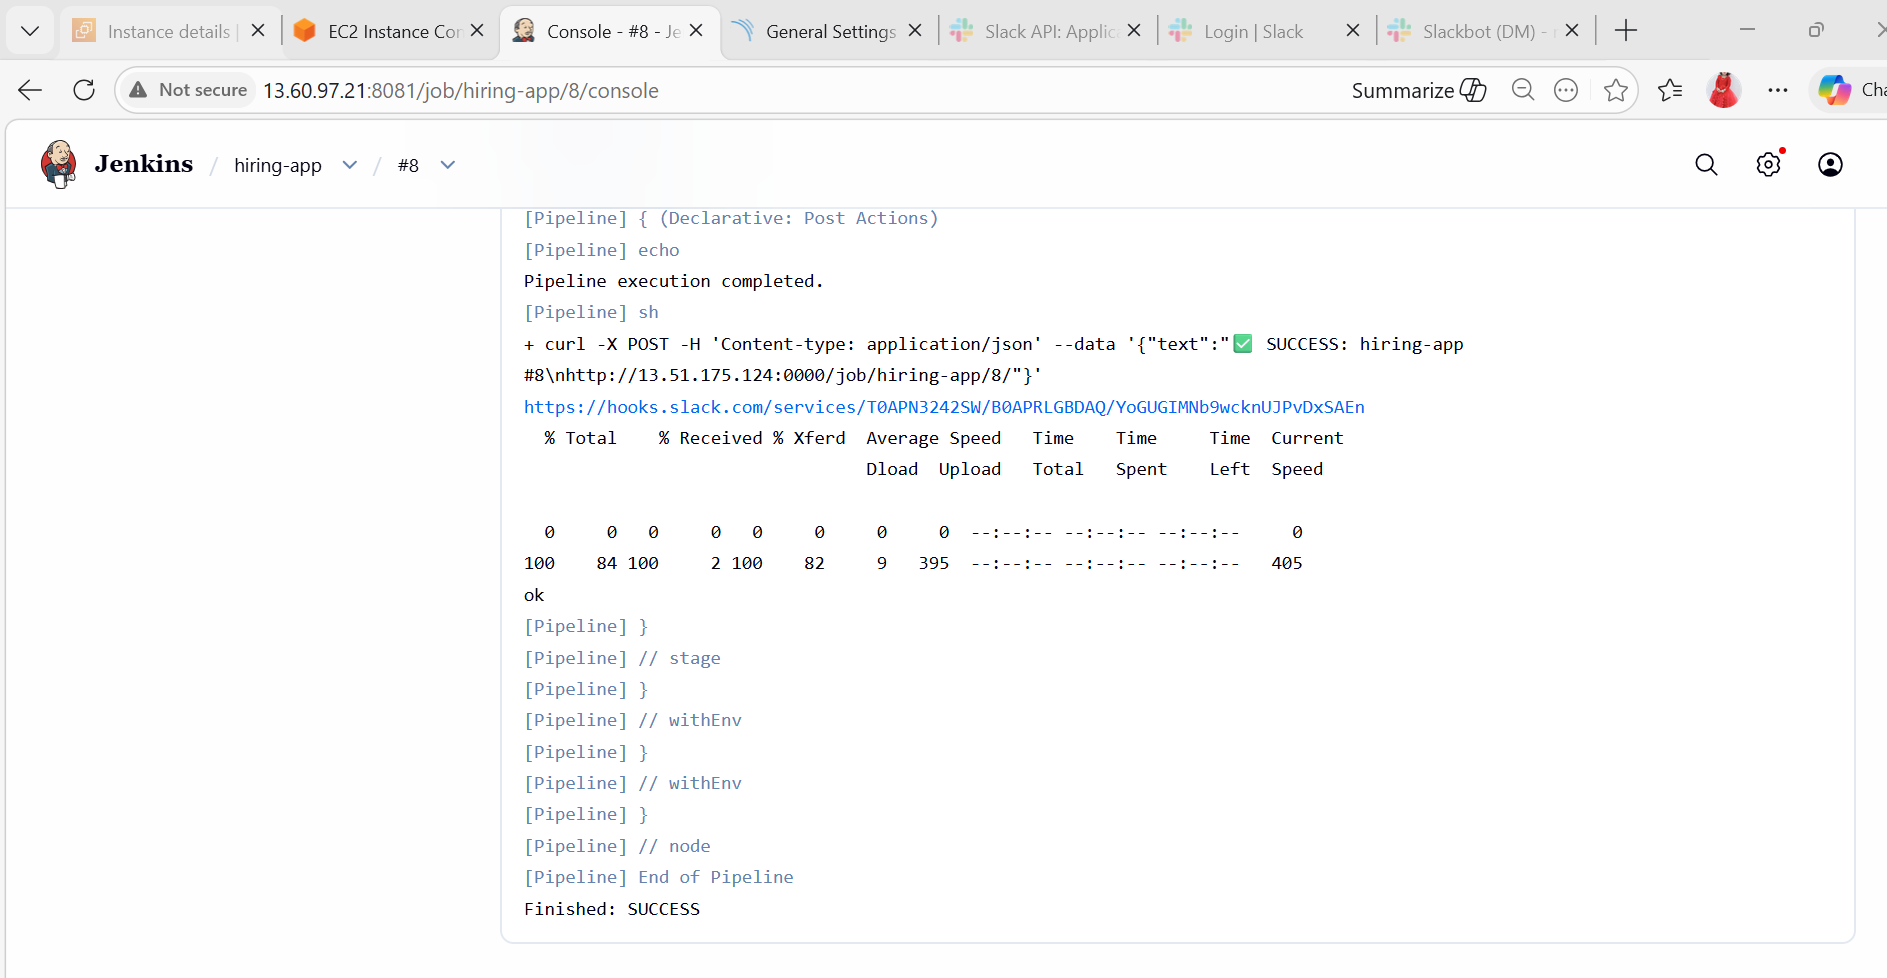 Instance details
EC2 Instance Cor
Console - #8 - Je
General Settings
Slack API: Applic
Login | Slack
Slackbot (DM) -
Not secure
13.60.97.21:8081/job/hiring-app/8/console
Summarize
Cha
Jenkins / hiring-app / #8
[Pipeline] { (Declarative: Post Actions)
[Pipeline] echo
Pipeline execution completed.
[Pipeline] sh
+ curl -X POST -H 'Content-type: application/json' --data '{"text":"✅ SUCCESS: hiring-app
#8\nhttp://13.51.175.124:0000/job/hiring-app/8/"}'
https://hooks.slack.com/services/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
% Total % Received % Xferd Average Speed Time Time Time Current
Dload Upload Total Spent Left Speed
0 0 0 0 0 0 0 0 --:--:-- --:--:-- --:--:-- 0
100 84 100 2 100 82 9 395 --:--:-- --:--:-- --:--:-- 405
ok
[Pipeline] }
[Pipeline] // stage
[Pipeline] }
[Pipeline] // withEnv
[Pipeline] }
[Pipeline] // withEnv
[Pipeline] }
[Pipeline] // node
[Pipeline] End of Pipeline
Finished: SUCCESS